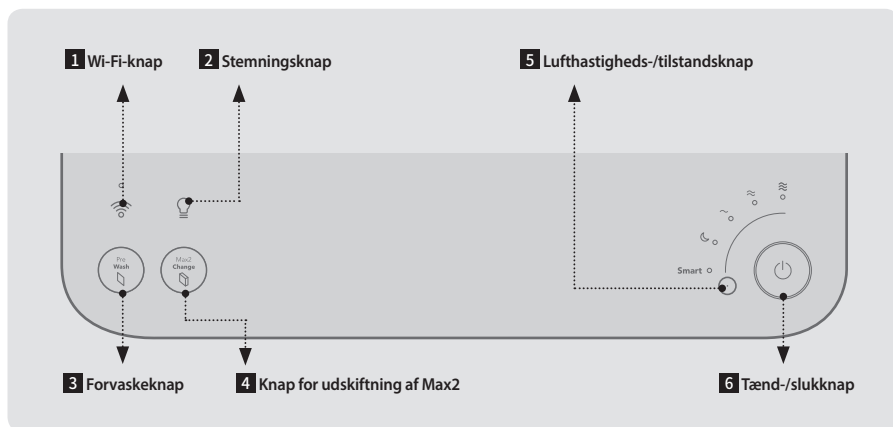 1 Wi-Fi-knap
2 Stemningsknap
5 Lufthastigheds-/tilstandsknap
Pre
Wash
Max2
Change
Smart
3 Forvaskeknap
4 Knap for udskiftning af Max2
6 Tænd-/slukknap